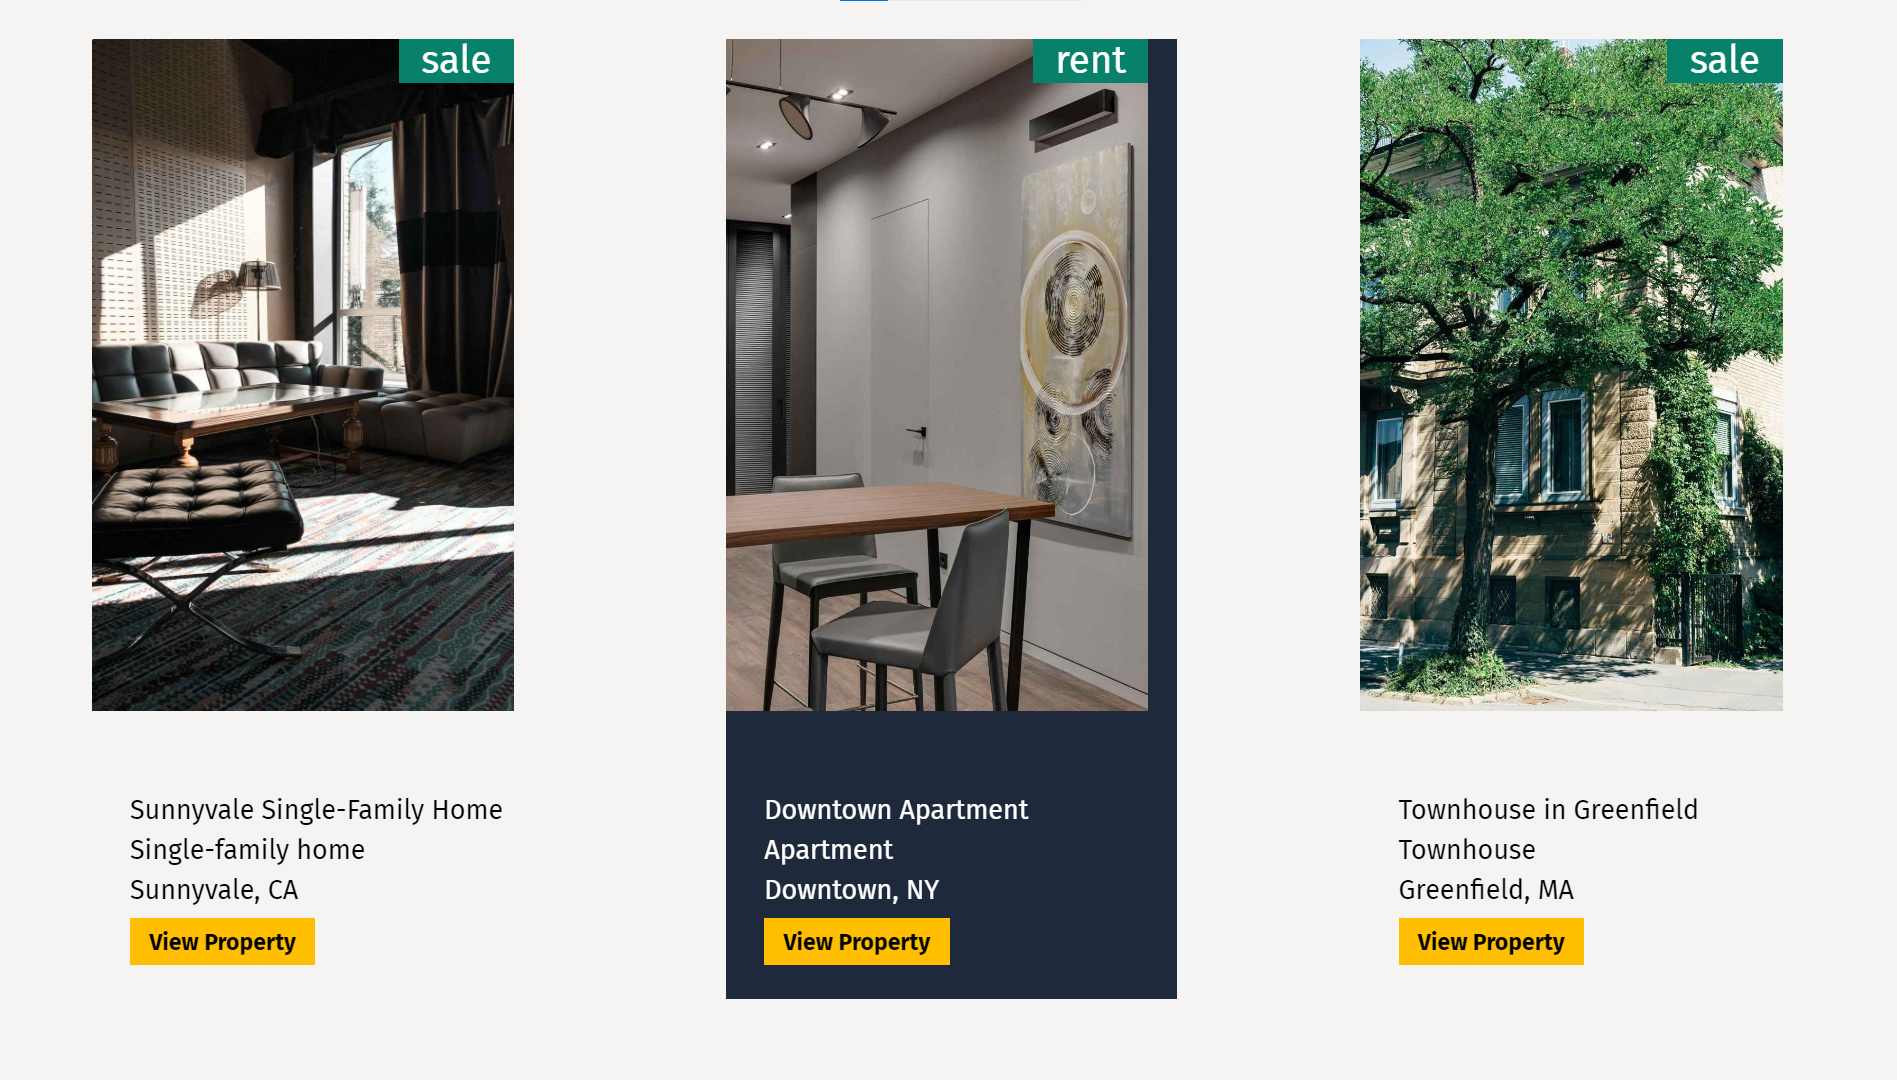 sale
Sunnyvale Single-Family Home
Single-family home
Sunnyvale, CA
View Property
rent
Downtown Apartment
Apartment
Downtown, NY
View Property
sale
Townhouse in Greenfield
Townhouse
Greenfield, MA
View Property